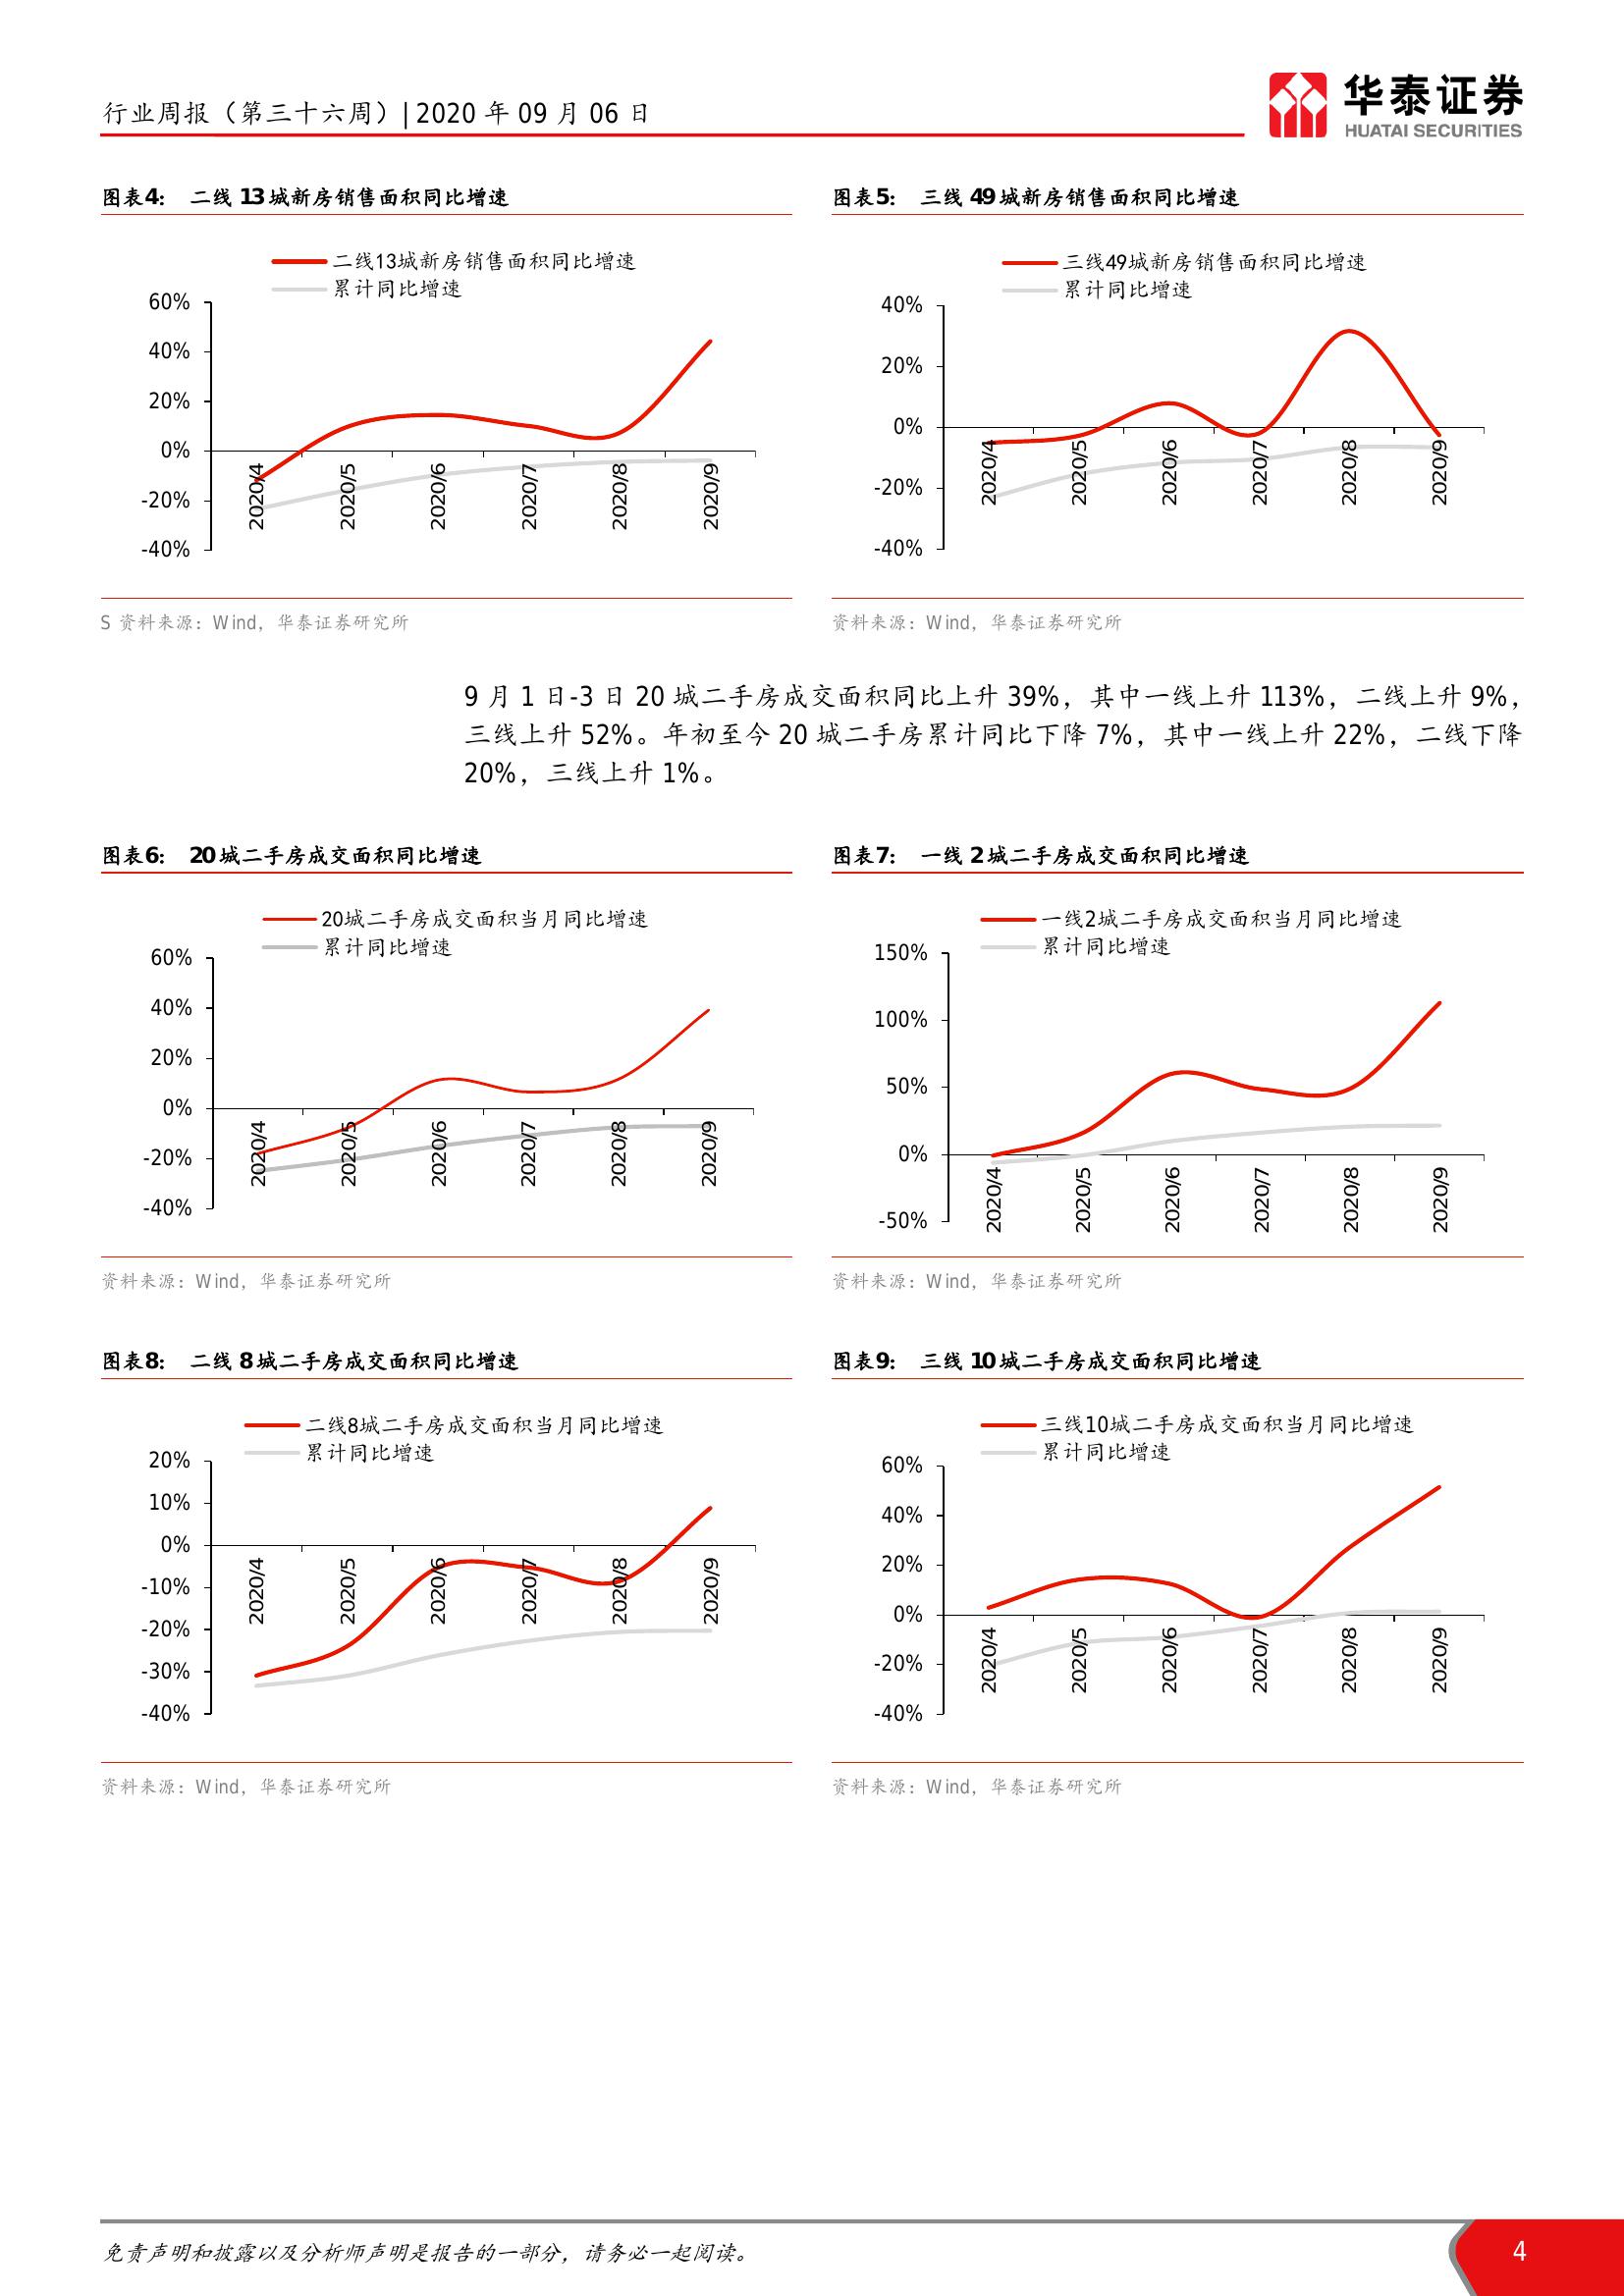 行业周报（第三十六周）| 2020 年 09 月 06 日
华泰证券
HUATAI SECURITIES
图表4： 二线 13 城新房销售面积同比增速
二线13城新房销售面积同比增速
累计同比增速
60%
40%
20%
0%
-20%
-40%
2020/4
2020/5
2020/6
2020/7
2020/8
2020/9
S 资料来源：Wind，华泰证券研究所
图表5： 三线 49 城新房销售面积同比增速
三线49城新房销售面积同比增速
累计同比增速
40%
20%
0%
-20%
-40%
2020/4
2020/5
2020/6
2020/7
2020/8
2020/9
资料来源：Wind，华泰证券研究所
9 月 1 日-3 日 20 城二手房成交面积同比上升 39%，其中一线上升 113%，二线上升 9%，
三线上升 52%。年初至今 20 城二手房累计同比下降 7%，其中一线上升 22%，二线下降
20%，三线上升 1%。
图表6： 20 城二手房成交面积同比增速
20城二手房成交面积当月同比增速
累计同比增速
60%
40%
20%
0%
-20%
-40%
2020/4
2020/5
2020/6
2020/7
2020/8
2020/9
资料来源：Wind，华泰证券研究所
图表7： 一线 2 城二手房成交面积同比增速
一线2城二手房成交面积当月同比增速
累计同比增速
150%
100%
50%
0%
-50%
2020/4
2020/5
2020/6
2020/7
2020/8
2020/9
资料来源：Wind，华泰证券研究所
图表8： 二线 8 城二手房成交面积同比增速
二线8城二手房成交面积当月同比增速
累计同比增速
20%
10%
0%
-10%
-20%
-30%
-40%
2020/4
2020/5
2020/6
2020/7
2020/8
2020/9
资料来源：Wind，华泰证券研究所
图表9： 三线 10 城二手房成交面积同比增速
三线10城二手房成交面积当月同比增速
累计同比增速
60%
40%
20%
0%
-20%
-40%
2020/4
2020/5
2020/6
2020/7
2020/8
2020/9
资料来源：Wind，华泰证券研究所
免责声明和披露以及分析师声明是报告的一部分，请务必一起阅读。
4